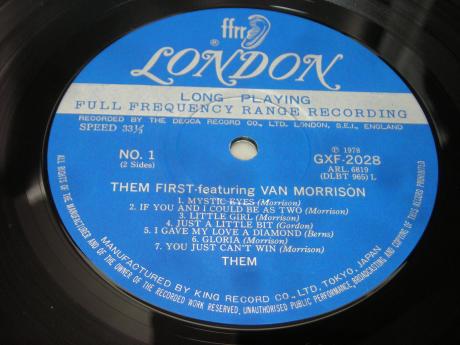 ffrr
LONDON
®
LONG PLAYING
FULL FREQUENCY RANGE RECORDING
RECORDED BY THE DECCA RECORD CO., LTD. LONDON, S.E.I., ENGLAND
SPEED 33⅓
NO. 1
(2 Sides)
Ⓟ 1978
GXF-2028
ARL. 6819
(DLBT 965) L
THEM FIRST-featuring VAN MORRISON
1. MYSTIC EYES (Morrison)
2. IF YOU AND I COULD BE AS TWO (Morrison)
3. LITTLE GIRL (Morrison)
4. JUST A LITTLE BIT (Gordon)
5. I GAVE MY LOVE A DIAMOND (Berns)
6. GLORIA (Morrison)
7. YOU JUST CAN'T WIN (Morrison)
THEM
MANUFACTURED BY KING RECORD CO., LTD. TOKYO, JAPAN
ALL RIGHTS OF THE MANUFACTURER AND OF THE OWNER OF THE RECORDED WORK RESERVED, UNAUTHORISED PUBLIC PERFORMANCE, BROADCASTING AND COPYING OF THIS RECORD PROHIBITED